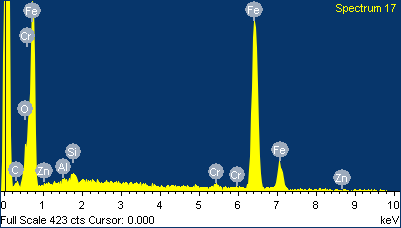 Spectrum 17
Fe
Fe
Cr
O
Fe
Si
C
Zn
Al
Cr
Cr
Zn
0 1 2 3 4 5 6 7 8 9 10
Full Scale 423 cts Cursor: 0.000 keV